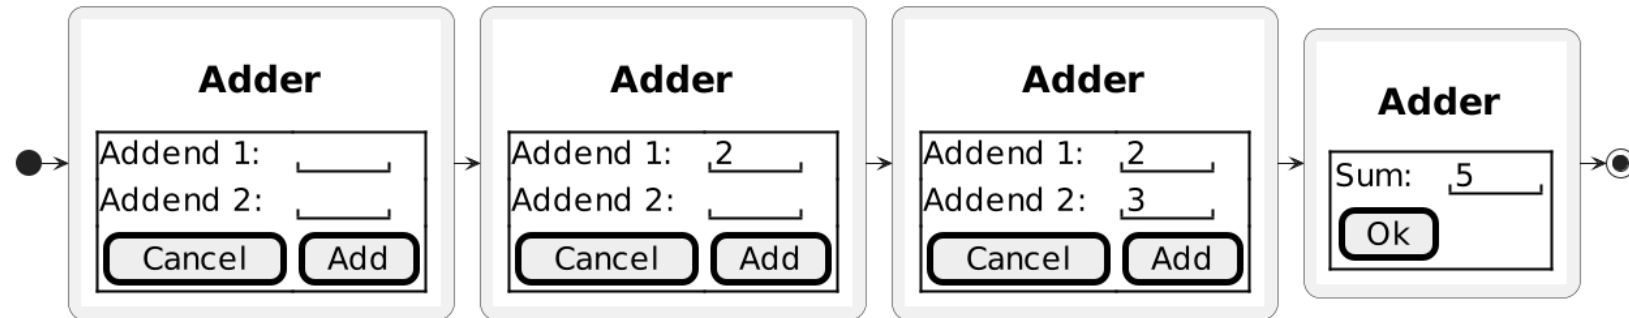 Adder
Addend 1:
Addend 2:
Cancel Add
Adder
Addend 1: 2
Addend 2:
Cancel Add
Adder
Addend 1: 2
Addend 2: 3
Cancel Add
Adder
Sum: 5
Ok